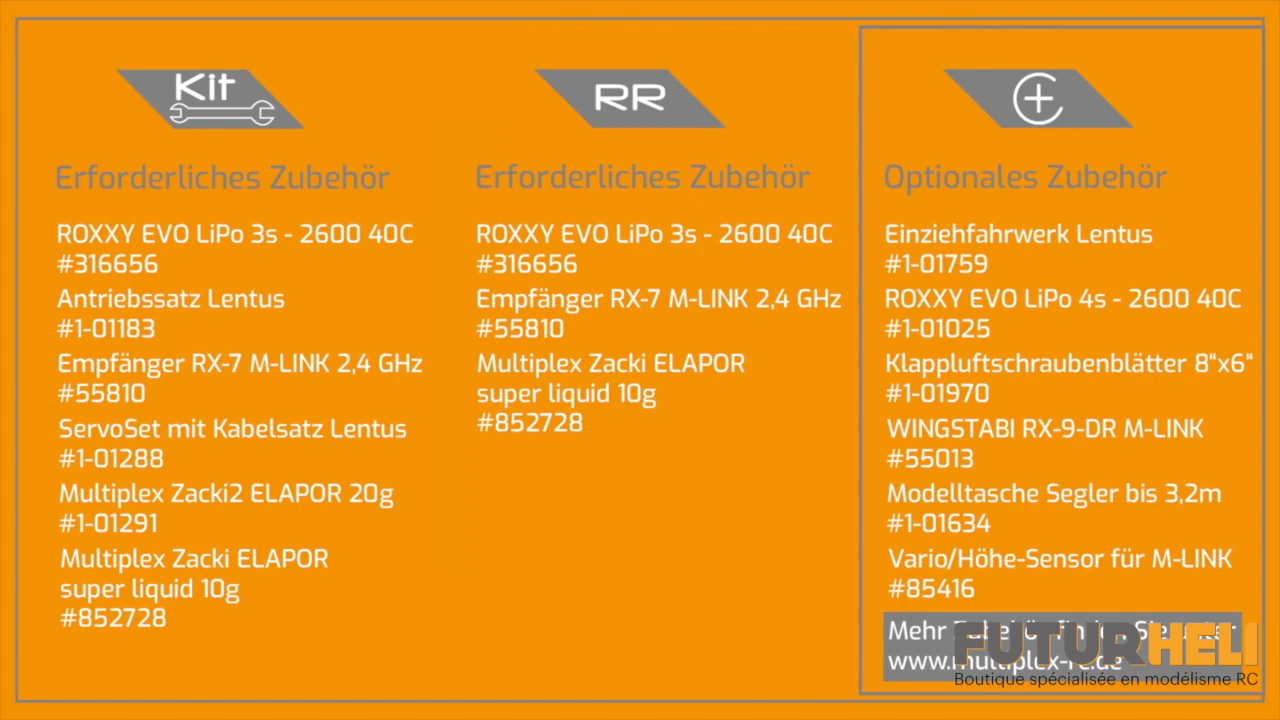 Kit
Erforderliches Zubehör
ROXXY EVO LiPo 3s - 2600 40C
#316656
Antriebssatz Lentus
#1-01183
Empfänger RX-7 M-LINK 2,4 GHz
#55810
ServoSet mit Kabelsatz Lentus
#1-01288
Multiplex Zacki2 ELAPOR 20g
#1-01291
Multiplex Zacki ELAPOR
super liquid 10g
#852728
RR
Erforderliches Zubehör
ROXXY EVO LiPo 3s - 2600 40C
#316656
Empfänger RX-7 M-LINK 2,4 GHz
#55810
Multiplex Zacki ELAPOR
super liquid 10g
#852728
Optionales Zubehör
Einziehfahrwerk Lentus
#1-01759
ROXXY EVO LiPo 4s - 2600 40C
#1-01025
Klappluftschraubenblätter 8“x6“
#1-01970
WINGSTABI RX-9-DR M-LINK
#55013
Modelltasche Segler bis 3,2m
#1-01634
Vario/Höhe-Sensor für M-LINK
#85416
Mehr Zubehör finden Sie unter
www.multiplex-rc.de
FUTURHELI
Boutique spécialisée en modélisme RC